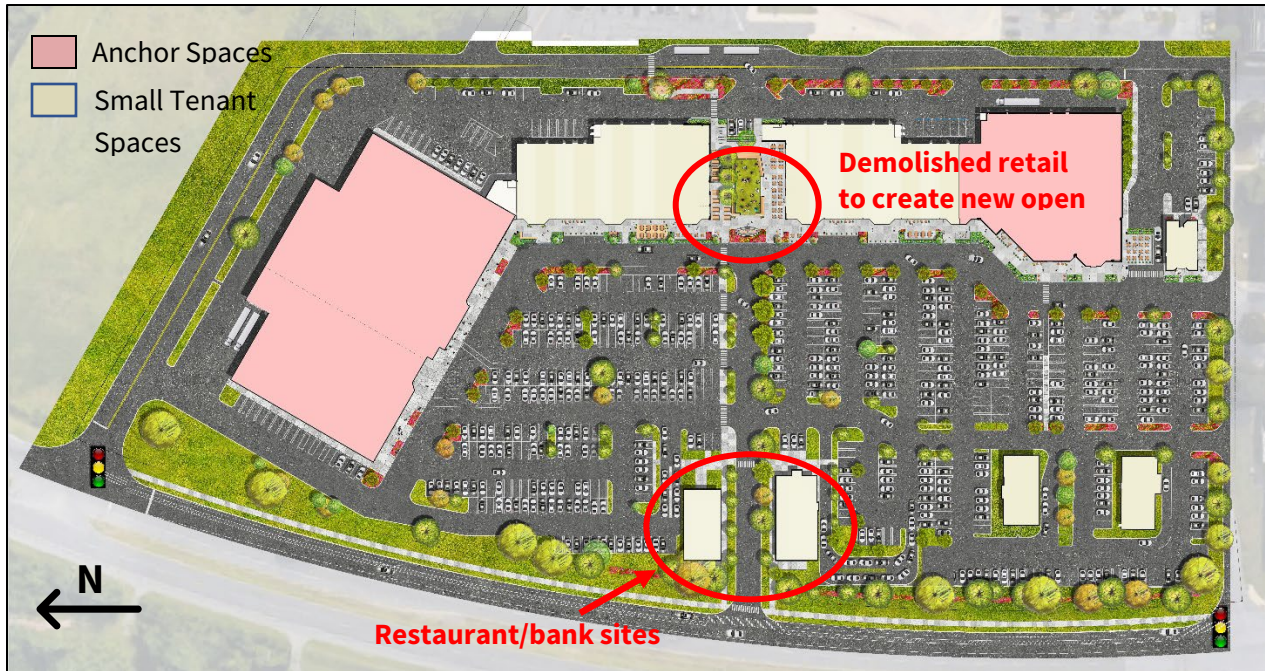 Anchor Spaces
Small Tenant
Spaces
Demolished retail
to create new open
N
Restaurant/bank sites